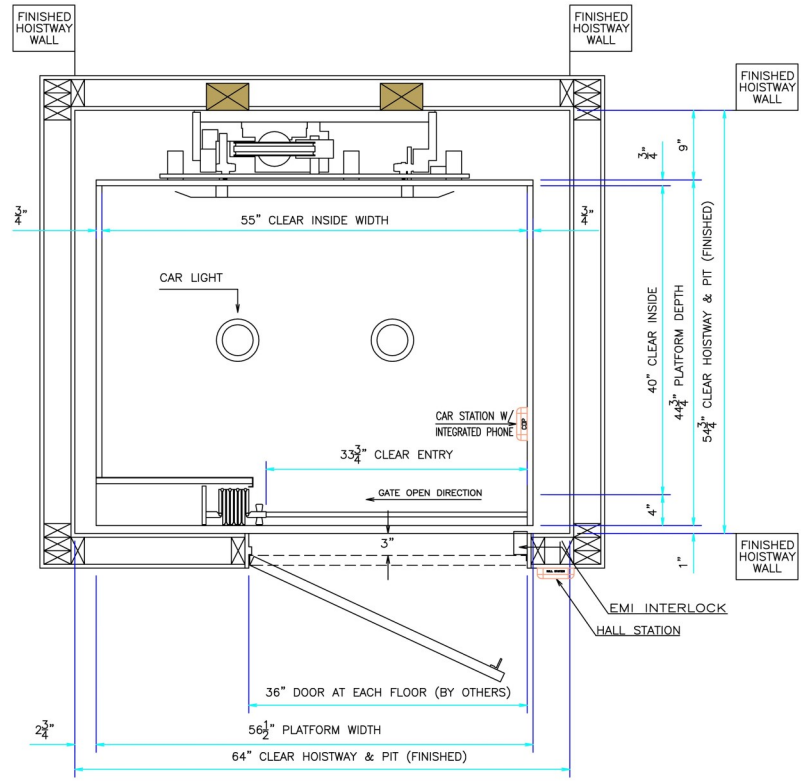 FINISHED
HOISTWAY
WALL
FINISHED
HOISTWAY
WALL
FINISHED
HOISTWAY
WALL
3/4"
9"
3/4"
55" CLEAR INSIDE WIDTH
3/4"
CAR LIGHT
40" CLEAR INSIDE
44 3/4" PLATFORM DEPTH
54 3/4" CLEAR HOISTWAY & PIT (FINISHED)
CAR STATION W/
INTEGRATED PHONE
COP
33 3/4" CLEAR ENTRY
GATE OPEN DIRECTION
4"
3"
1"
FINISHED
HOISTWAY
WALL
HALL STATION
EMI INTERLOCK
HALL STATION
36" DOOR AT EACH FLOOR (BY OTHERS)
2 3/4"
56 1/2" PLATFORM WIDTH
64" CLEAR HOISTWAY & PIT (FINISHED)